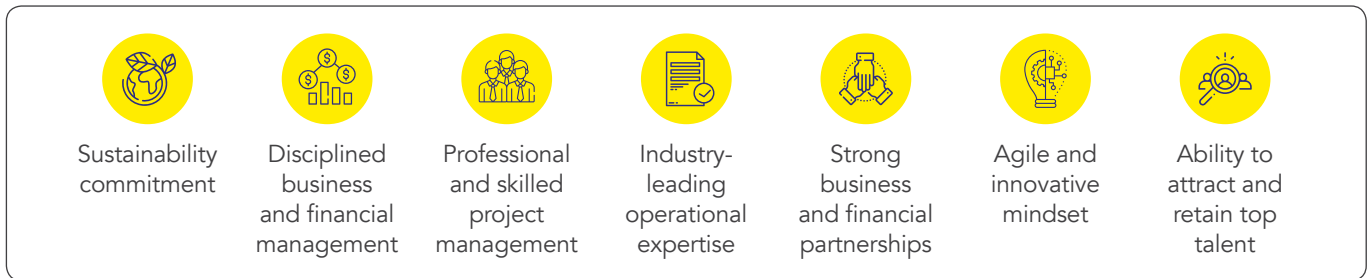 Sustainability
commitment
Disciplined
business
and financial
management
Professional
and skilled
project
management
Industry-
leading
operational
expertise
Strong
business
and financial
partnerships
Agile and
innovative
mindset
Ability to
attract and
retain top
talent